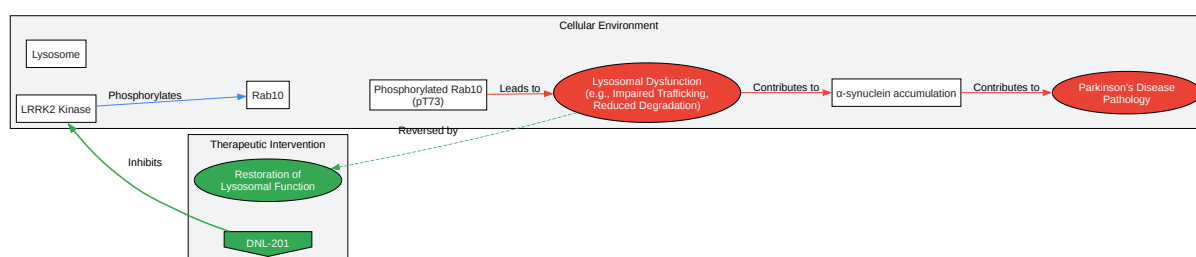 Cellular Environment
Lysosome
LRRK2 Kinase
Phosphorylates
Rab10
Phosphorylated Rab10
(pT73)
Leads to
Lysosomal Dysfunction
(e.g., Impaired Trafficking,
Reduced Degradation)
Contributes to
α-synuclein accumulation
Contributes to
Parkinson's Disease
Pathology
Reversed by
Inhibits
Therapeutic Intervention
Restoration of
Lysosomal Function
DNL-201